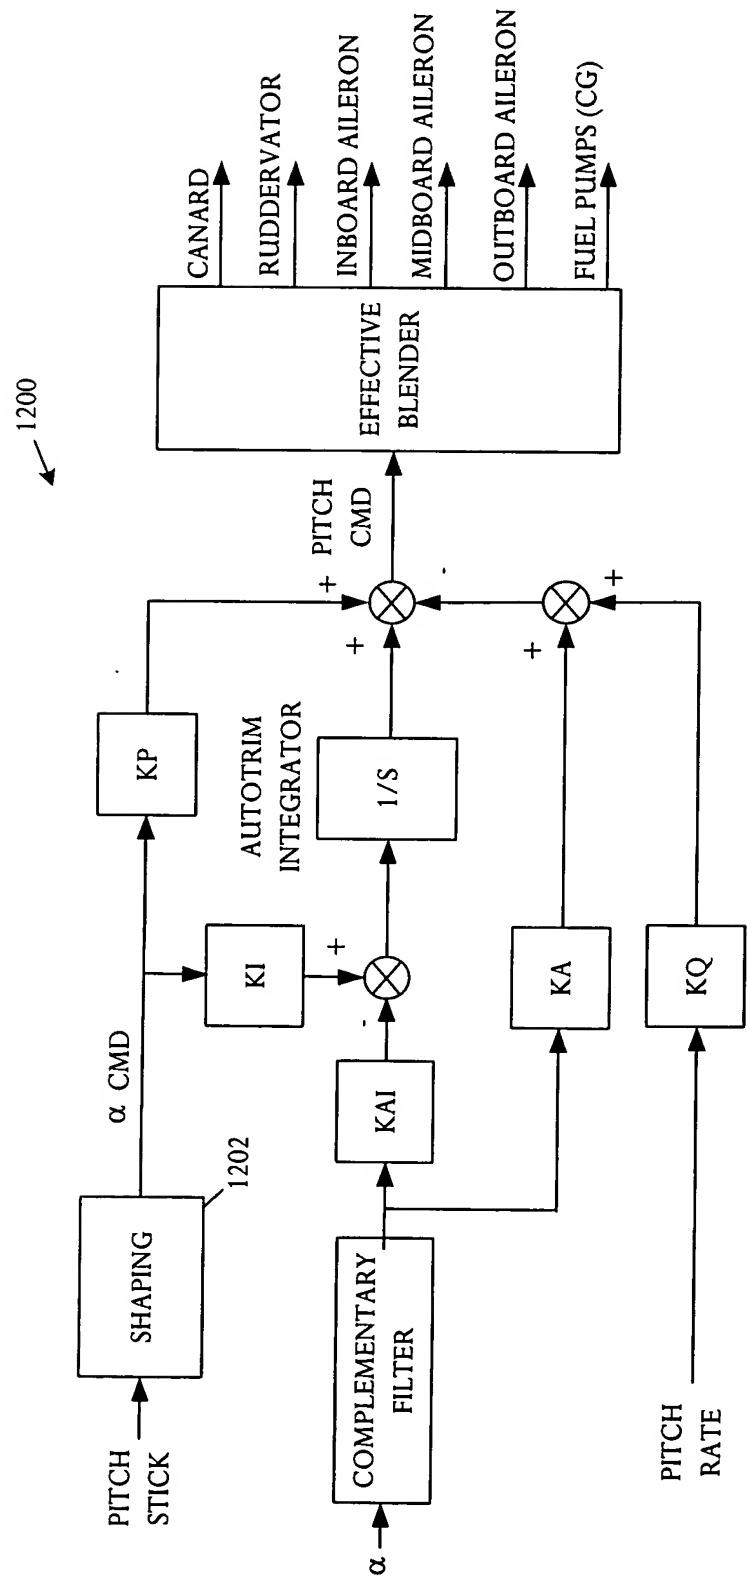 1200
PITCH
STICK
SHAPING
1202
α CMD
KP
KI
+
-
AUTOTRIM
INTEGRATOR
1/S
α
COMPLEMENTARY
FILTER
KAI
KA
PITCH
RATE
KQ
+
+
-
+
+
PITCH
CMD
EFFECTIVE
BLENDER
CANARD
RUDDERVATOR
INBOARD AILERON
MIDBOARD AILERON
OUTBOARD AILERON
FUEL PUMPS (CG)